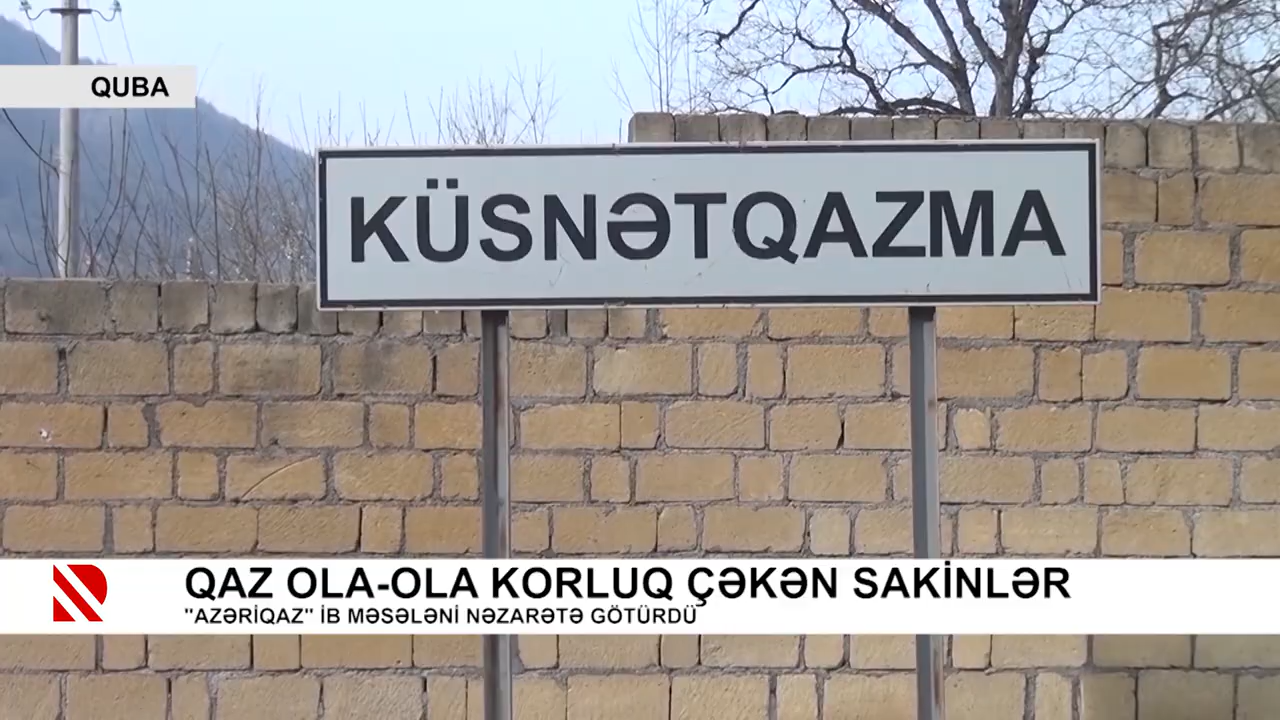 QUBA
KÜSNƏTQAZMA
QAZ OLA-OLA KORLUQ ÇƏKƏN SAKİNLƏR
"AZƏRİQAZ" İB MƏSƏLƏNİ NƏZARƏTƏ GÖTÜRDÜ